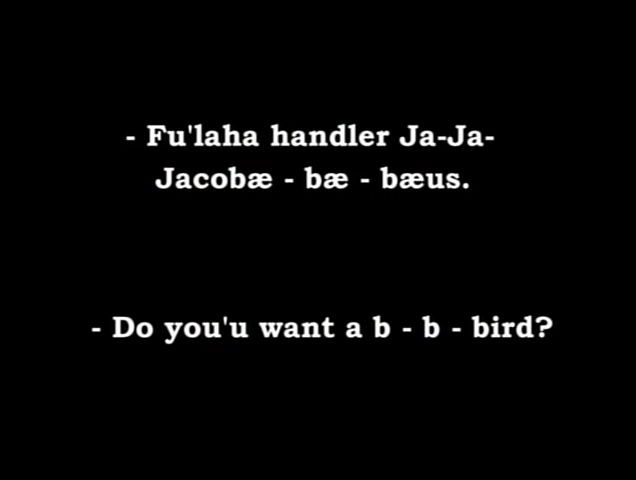 - Fu'laha handler Ja-Ja-
Jacobæ - bæ - bæus.
- Do you'u want a b - b - bird?